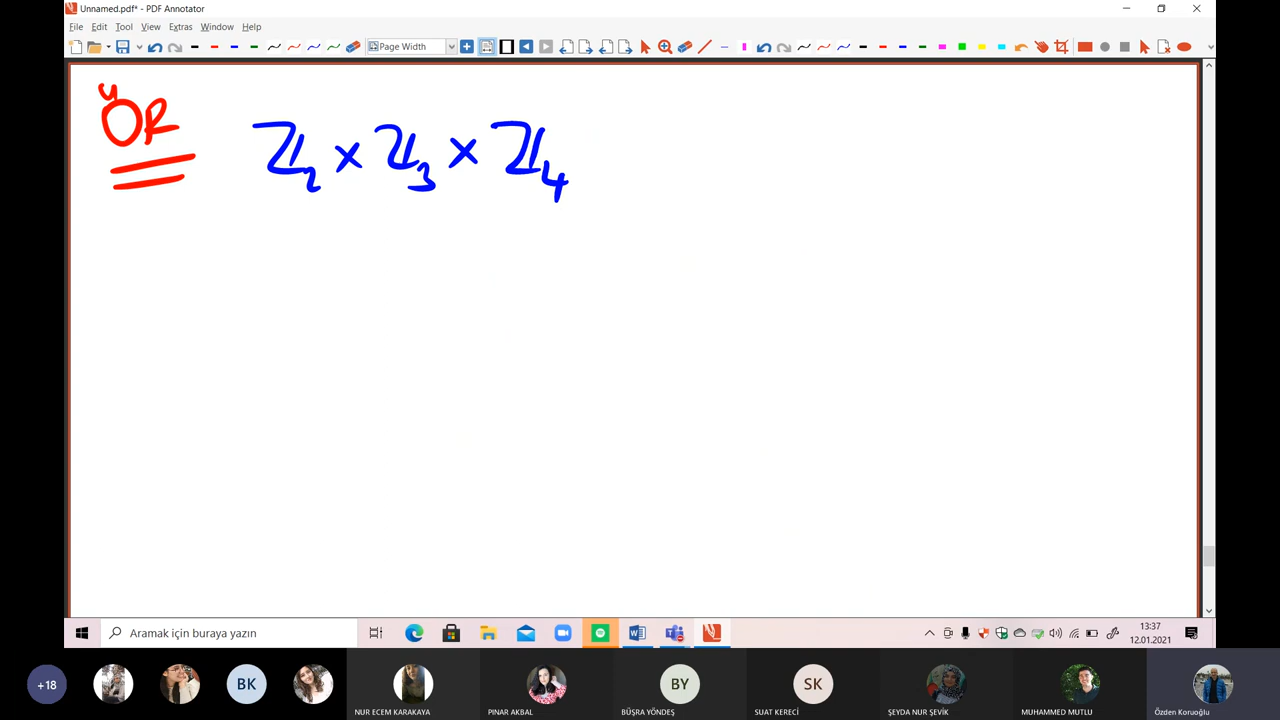 Unnamed.pdf* - PDF Annotator
File Edit Tool View Extras Window Help
Page Width
ÖR
ℤ₂ × ℤ₃ × ℤ₄
Aramak için buraya yazın
13:37
12.01.2021
+18
BK
BY
SK
NUR ECEM KARAKAYA
PINAR AKBAL
BÜŞRA YÖNDEŞ
SUAT KERECİ
ŞEYDA NUR ŞEVİK
MUHAMMED MUTLU
Özden Koruoğlu